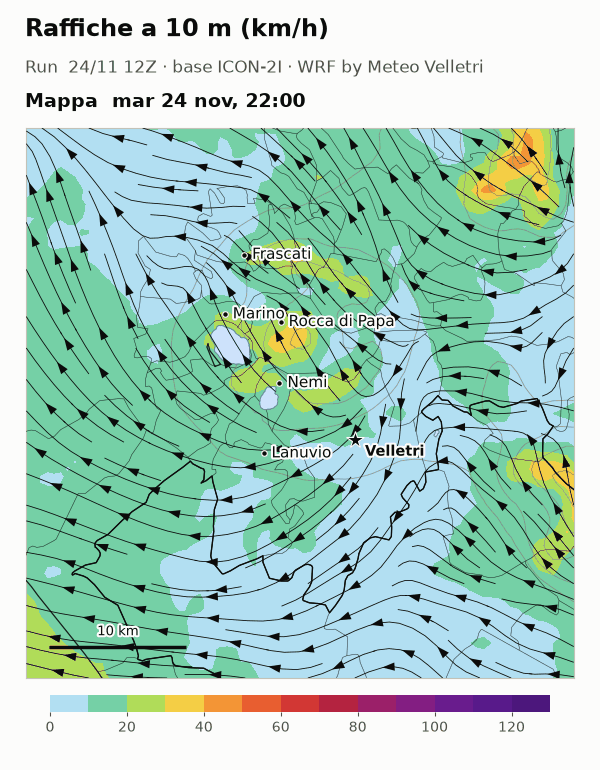 Raffiche a 10 m (km/h)
Run  24/11 12Z · base ICON-2I · WRF by Meteo Velletri
Mappa  mar 24 nov, 22:00
Frascati
Marino
Rocca di Papa
Nemi
Velletri
Lanuvio
10 km
0 20 40 60 80 100 120